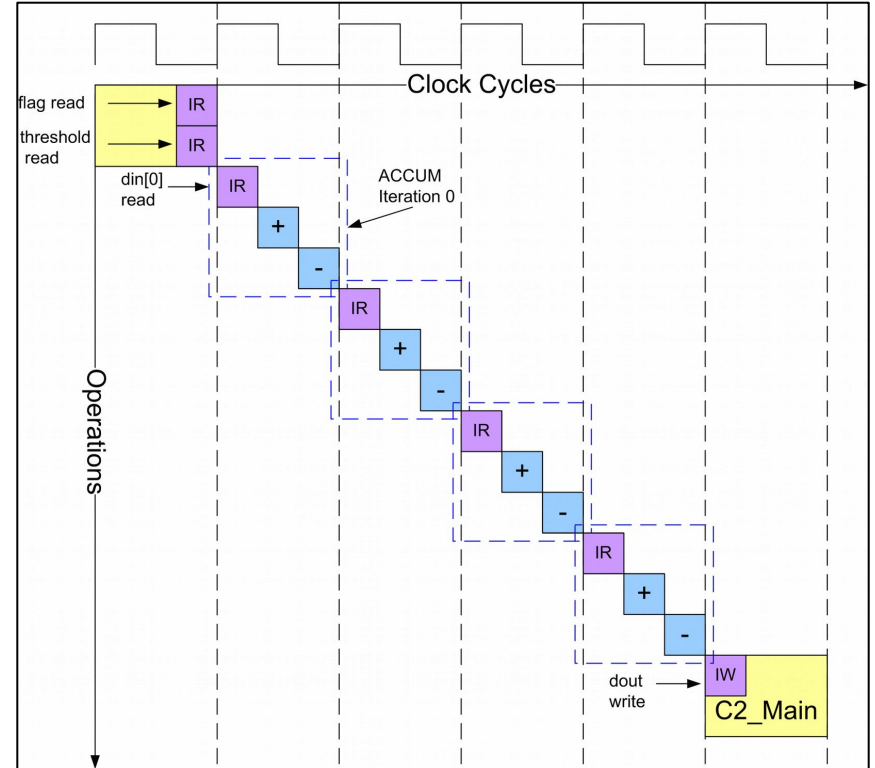 Clock Cycles
flag read
IR
threshold
read
IR
din[0]
read
IR
ACCUM
Iteration 0
+
-
IR
+
-
Operations
IR
+
-
IR
+
-
dout
write
IW
C2_Main